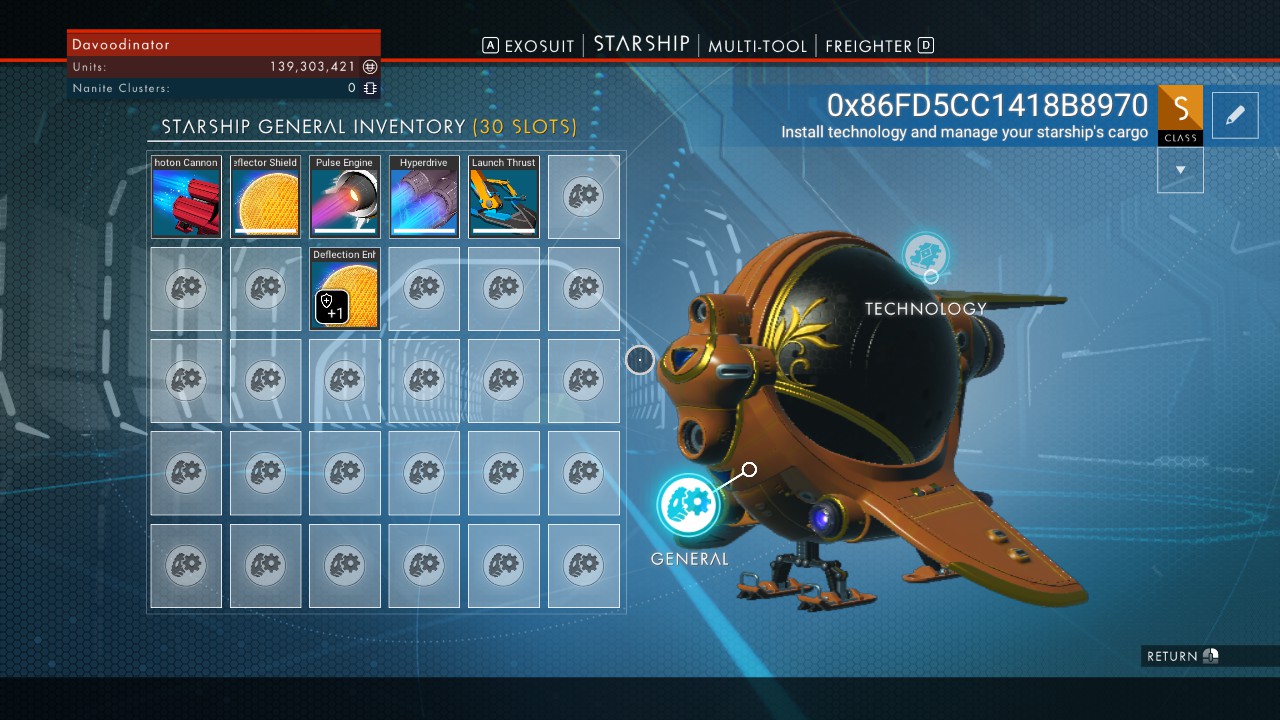 Davoodinator
Units: 139,303,421
Nanite Clusters: 0
A EXOSUIT STARSHIP MULTI-TOOL FREIGHTER D
STARSHIP GENERAL INVENTORY (30 SLOTS)
0x86FD5CC1418B8970
Install technology and manage your starship's cargo
S
CLASS
hoton Cannon
eflector Shield
Pulse Engine
Hyperdrive
Launch Thrust
Deflection Enh
+1
TECHNOLOGY
GENERAL
RETURN